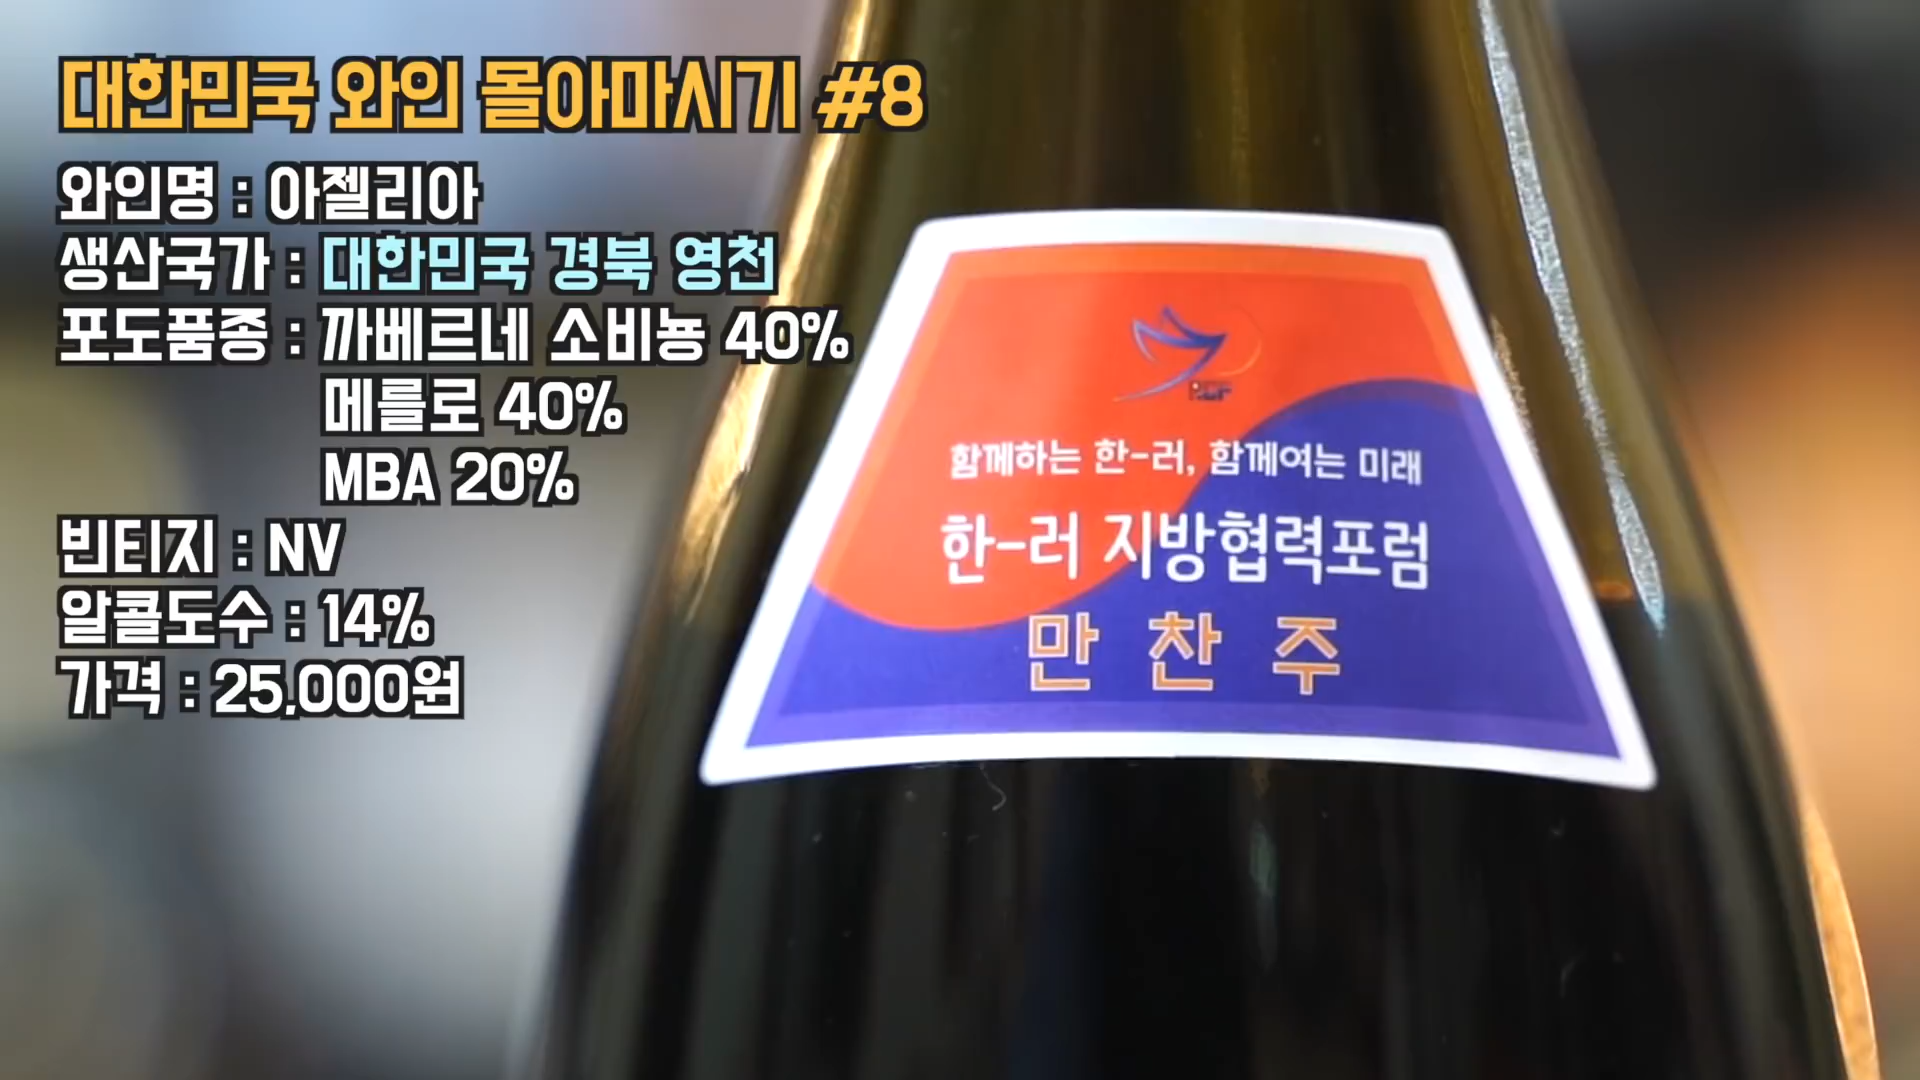 대한민국 와인 몰아마시기 #8
와인명 : 아젤리아
생산국가 : 대한민국 경북 영천
포도품종 : 까베르네 소비뇽 40%
메를로 40%
MBA 20%
빈티지 : NV
알콜도수 : 14%
가격 : 25,000원
함께하는 한-러, 함께여는 미래
한-러 지방협력포럼
만찬주